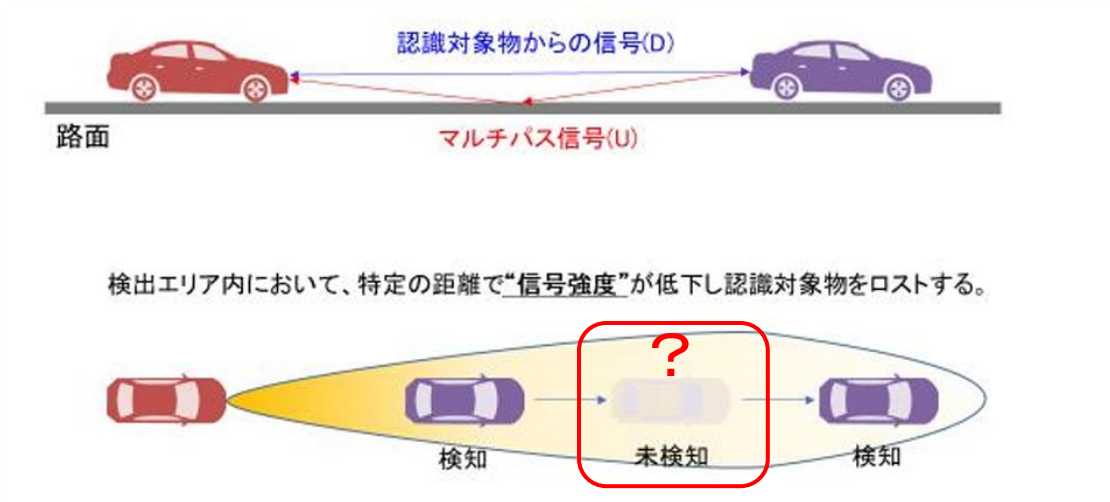 認識対象物からの信号(D)
路面
マルチパス信号(U)
検出エリア内において、特定の距離で“信号強度”が低下し認識対象物をロストする。
?
検知
未検知
検知